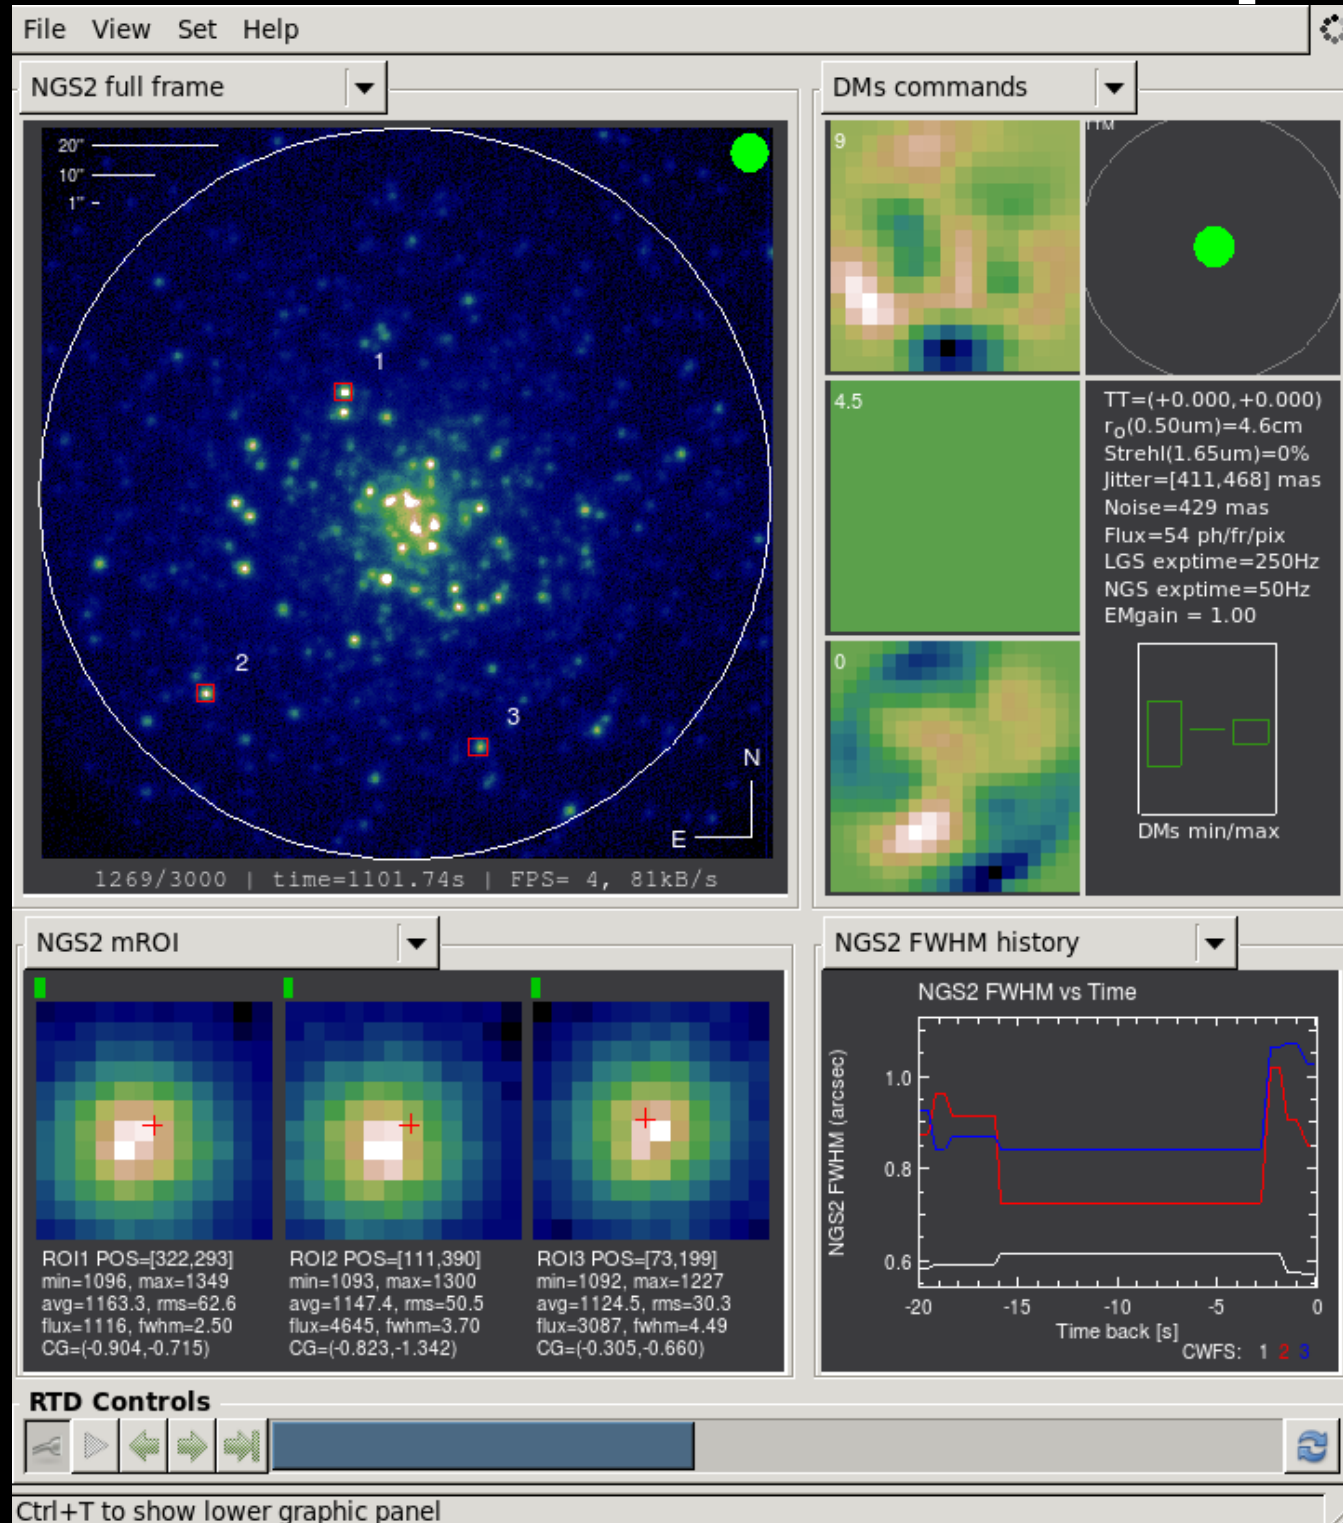 File View Set Help
NGS2 full frame
20"
10"
1"
1
2
3
N
E
1269/3000 | time=1101.74s | FPS= 4, 81kB/s
DMs commands
9
TTM
4.5
TT=(+0.000,+0.000)
r0(0.50um)=4.6cm
Strehl(1.65um)=0%
Jitter=[411,468] mas
Noise=429 mas
Flux=54 ph/fr/pix
LGS exptime=250Hz
NGS exptime=50Hz
EMgain = 1.00
0
DMs min/max
NGS2 mROI
ROI1 POS=[322,293]
min=1096, max=1349
avg=1163.3, rms=62.6
flux=1116, fwhm=2.50
CG=(-0.904,-0.715)
ROI2 POS=[111,390]
min=1093, max=1300
avg=1147.4, rms=50.5
flux=4645, fwhm=3.70
CG=(-0.823,-1.342)
ROI3 POS=[73,199]
min=1092, max=1227
avg=1124.5, rms=30.3
flux=3087, fwhm=4.49
CG=(-0.305,-0.660)
NGS2 FWHM history
NGS2 FWHM vs Time
NGS2 FWHM (arcsec)
1.0
0.8
0.6
-20 -15 -10 -5 0
Time back [s]
CWFS: 1 2 3
RTD Controls
Ctrl+T to show lower graphic panel